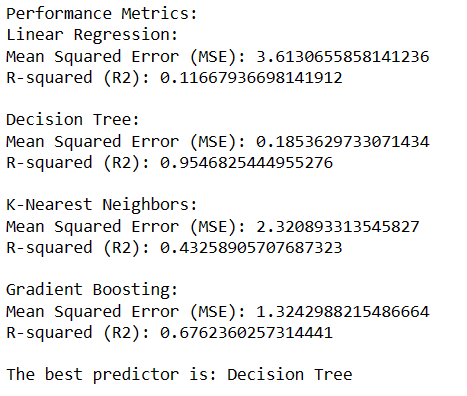 Performance Metrics:
Linear Regression:
Mean Squared Error (MSE): 3.6130655858141236
R-squared (R2): 0.11667936698141912
Decision Tree:
Mean Squared Error (MSE): 0.1853629733071434
R-squared (R2): 0.9546825444955276
K-Nearest Neighbors:
Mean Squared Error (MSE): 2.320893313545827
R-squared (R2): 0.43258905707687323
Gradient Boosting:
Mean Squared Error (MSE): 1.3242988215486664
R-squared (R2): 0.6762360257314441
The best predictor is: Decision Tree